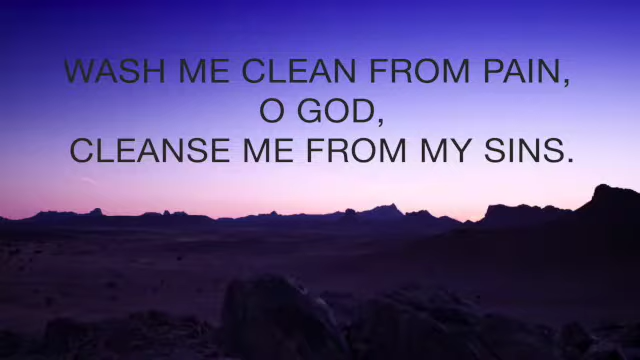 WASH ME CLEAN FROM PAIN,
O GOD,
CLEANSE ME FROM MY SINS.